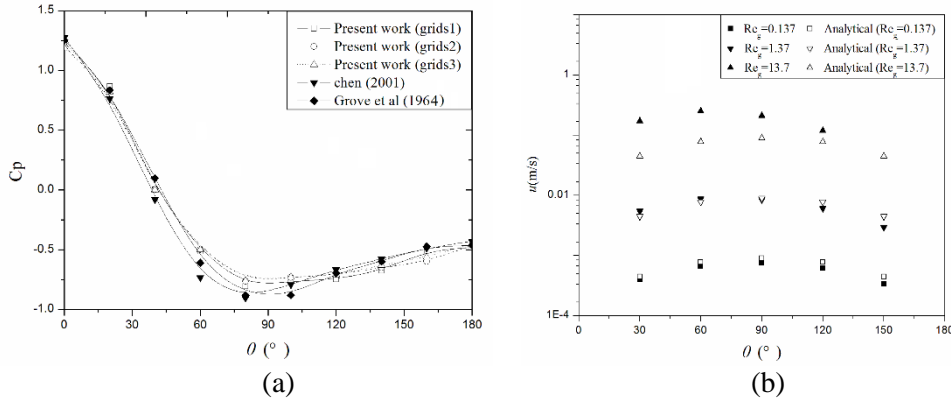 (a)
Present work (grids1)
Present work (grids2)
Present work (grids3)
chen (2001)
Grove et al (1964)
1.5
1.0
0.5
0.0
-0.5
-1.0
Cp
0 30 60 90 120 150 180
θ (°)
(a)
(b)
Re_g=0.137 Analytical (Re_g=0.137)
Re_g=1.37 Analytical (Re_g=1.37)
Re_g=13.7 Analytical (Re_g=13.7)
1
0.01
1E-4
u(m/s)
0 30 60 90 120 150 180
θ (°)
(b)